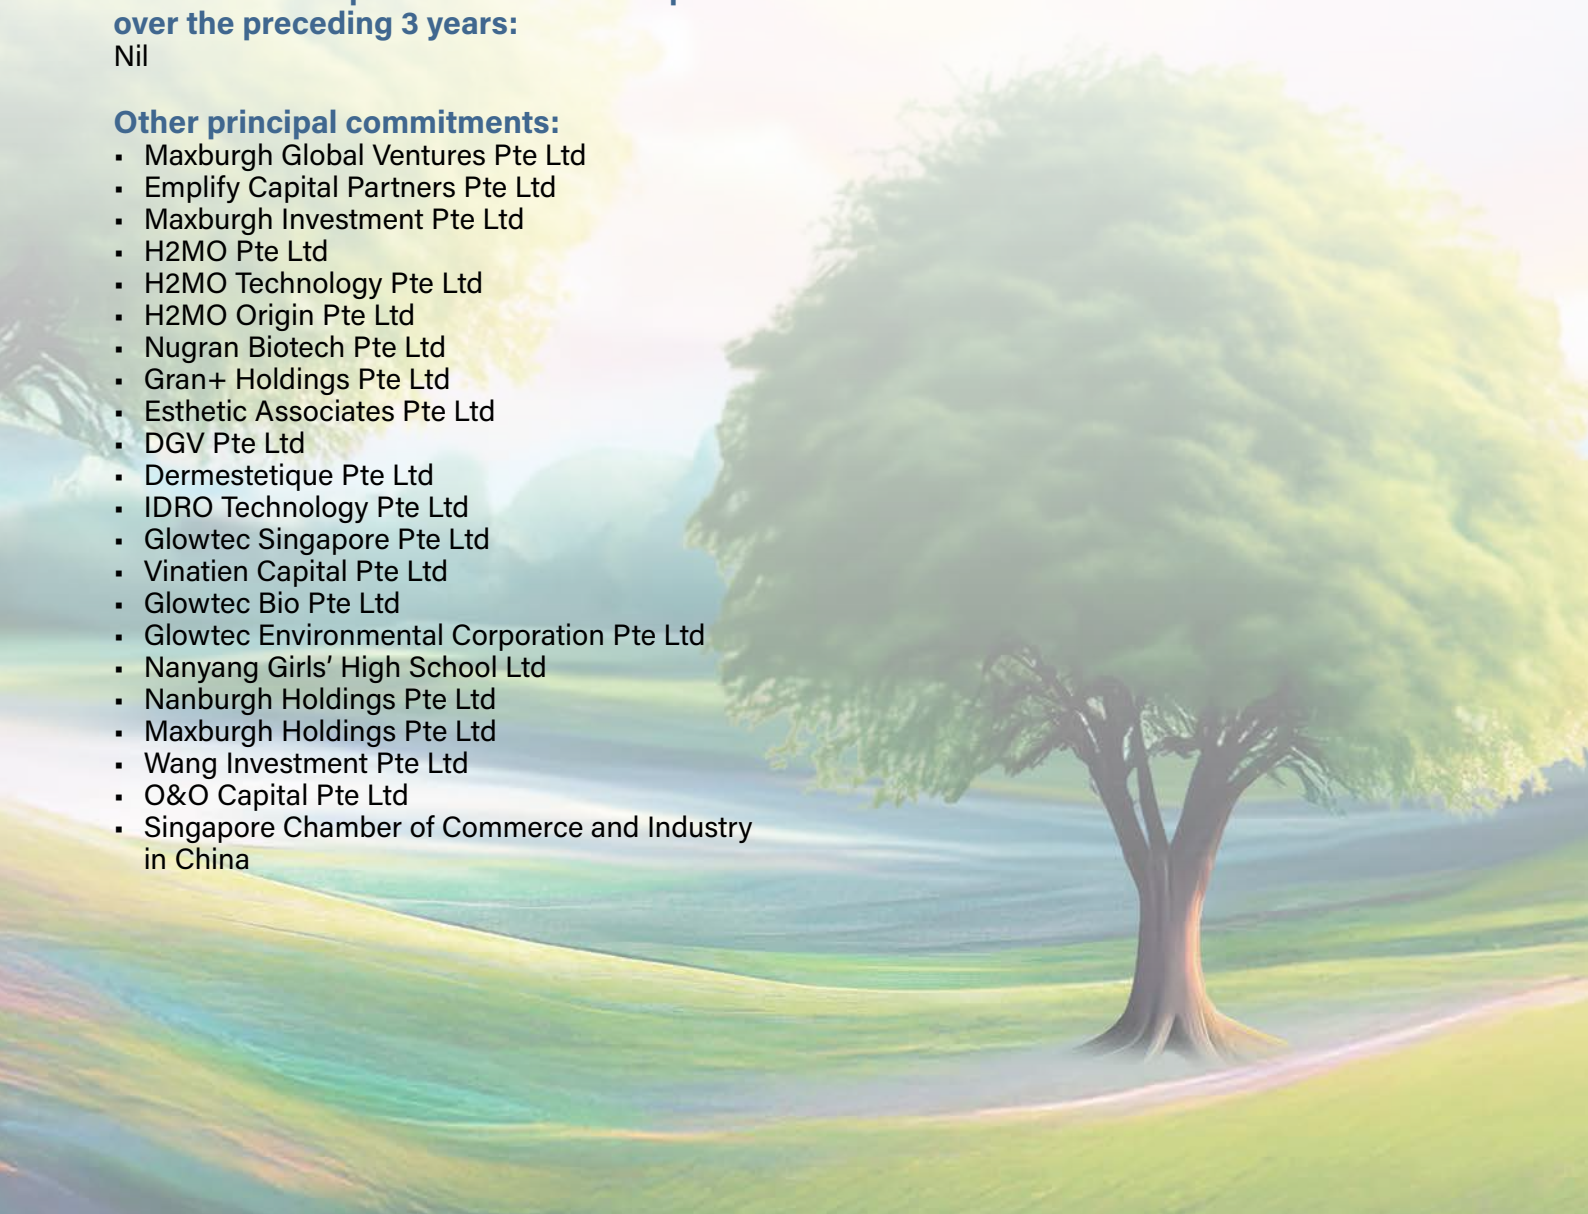 over the preceding 3 years:
Nil
Other principal commitments:
▪ Maxburgh Global Ventures Pte Ltd
▪ Emplify Capital Partners Pte Ltd
▪ Maxburgh Investment Pte Ltd
▪ H2MO Pte Ltd
▪ H2MO Technology Pte Ltd
▪ H2MO Origin Pte Ltd
▪ Nugran Biotech Pte Ltd
▪ Gran+ Holdings Pte Ltd
▪ Esthetic Associates Pte Ltd
▪ DGV Pte Ltd
▪ Dermestetique Pte Ltd
▪ IDRO Technology Pte Ltd
▪ Glowtec Singapore Pte Ltd
▪ Vinatien Capital Pte Ltd
▪ Glowtec Bio Pte Ltd
▪ Glowtec Environmental Corporation Pte Ltd
▪ Nanyang Girls’ High School Ltd
▪ Nanburgh Holdings Pte Ltd
▪ Maxburgh Holdings Pte Ltd
▪ Wang Investment Pte Ltd
▪ O&O Capital Pte Ltd
▪ Singapore Chamber of Commerce and Industry
in China